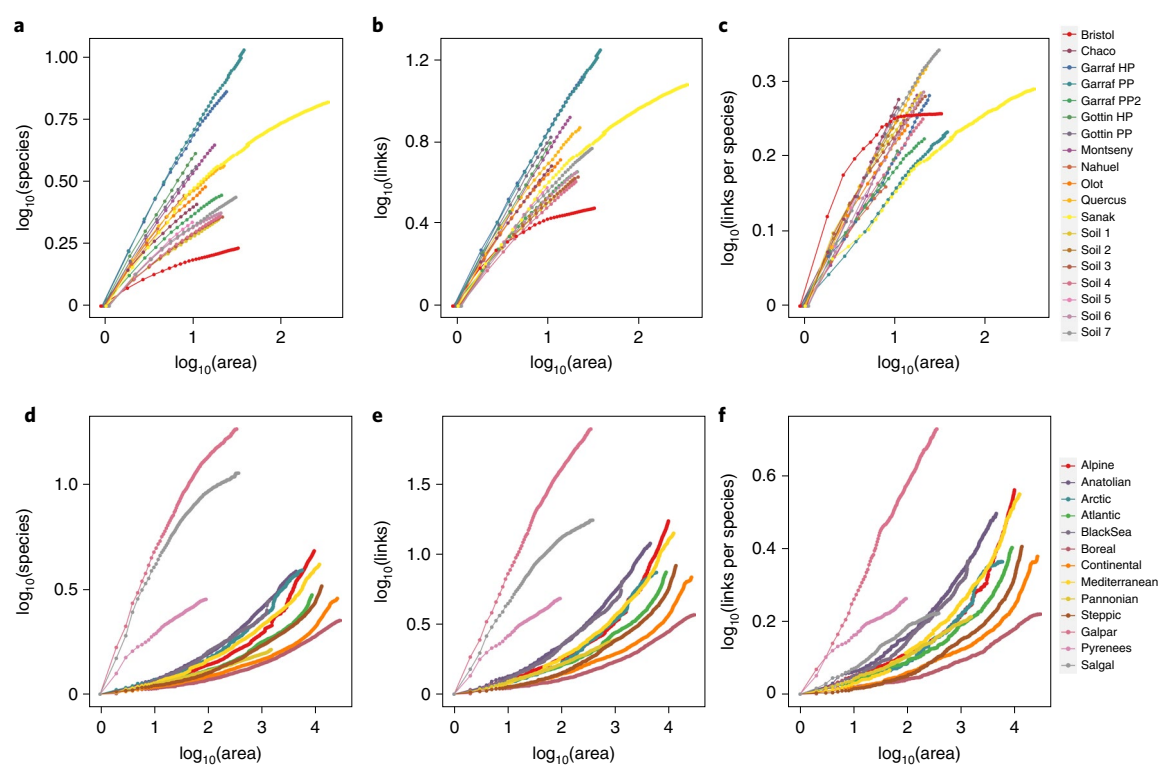 a
1.00
0.75
0.50
0.25
0
log10(species)
0 1 2
log10(area)
b
1.2
0.8
0.4
0
log10(links)
0 1 2
log10(area)
c
0.3
0.2
0.1
0
log10(links per species)
0 1 2
log10(area)
Bristol
Chaco
Garraf HP
Garraf PP
Garraf PP2
Gottin HP
Gottin PP
Montseny
Nahuel
Olot
Quercus
Sanak
Soil 1
Soil 2
Soil 3
Soil 4
Soil 5
Soil 6
Soil 7
d
1.0
0.5
0
log10(species)
0 1 2 3 4
log10(area)
e
1.5
1.0
0.5
0
log10(links)
0 1 2 3 4
log10(area)
f
0.6
0.4
0.2
0
log10(links per species)
0 1 2 3 4
log10(area)
Alpine
Anatolian
Arctic
Atlantic
BlackSea
Boreal
Continental
Mediterranean
Pannonian
Steppic
Galpar
Pyrenees
Salgal